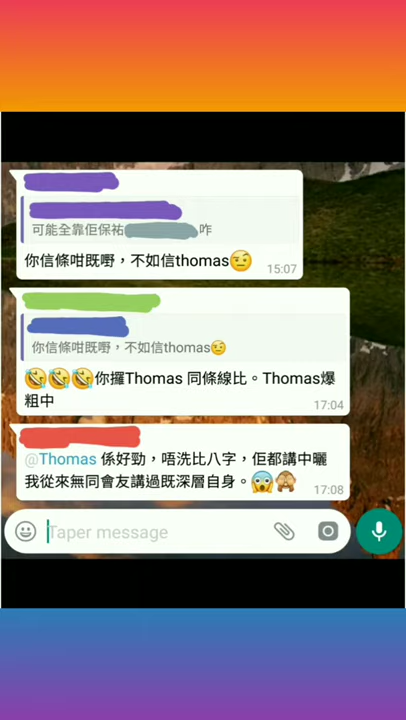 可能全靠佢保祐
咋
你信條咁既嘢，不如信thomas🤨
15:07
你信條咁既嘢，不如信thomas🤨
🤣🤣🤣你攞Thomas 同條線比。Thomas爆
粗中
17:04
@Thomas 係好勁，唔洗比八字，佢都講中曬
我從來無同會友講過既深層自身。😱🙈
17:08
Taper message